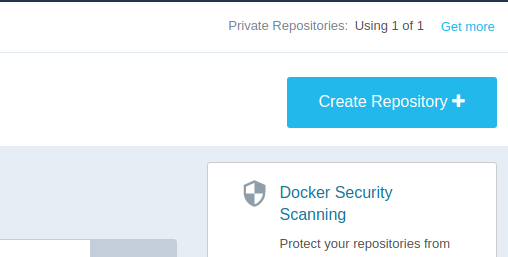 Private Repositories: Using 1 of 1 Get more
Create Repository
Docker Security
Scanning
Protect your repositories from